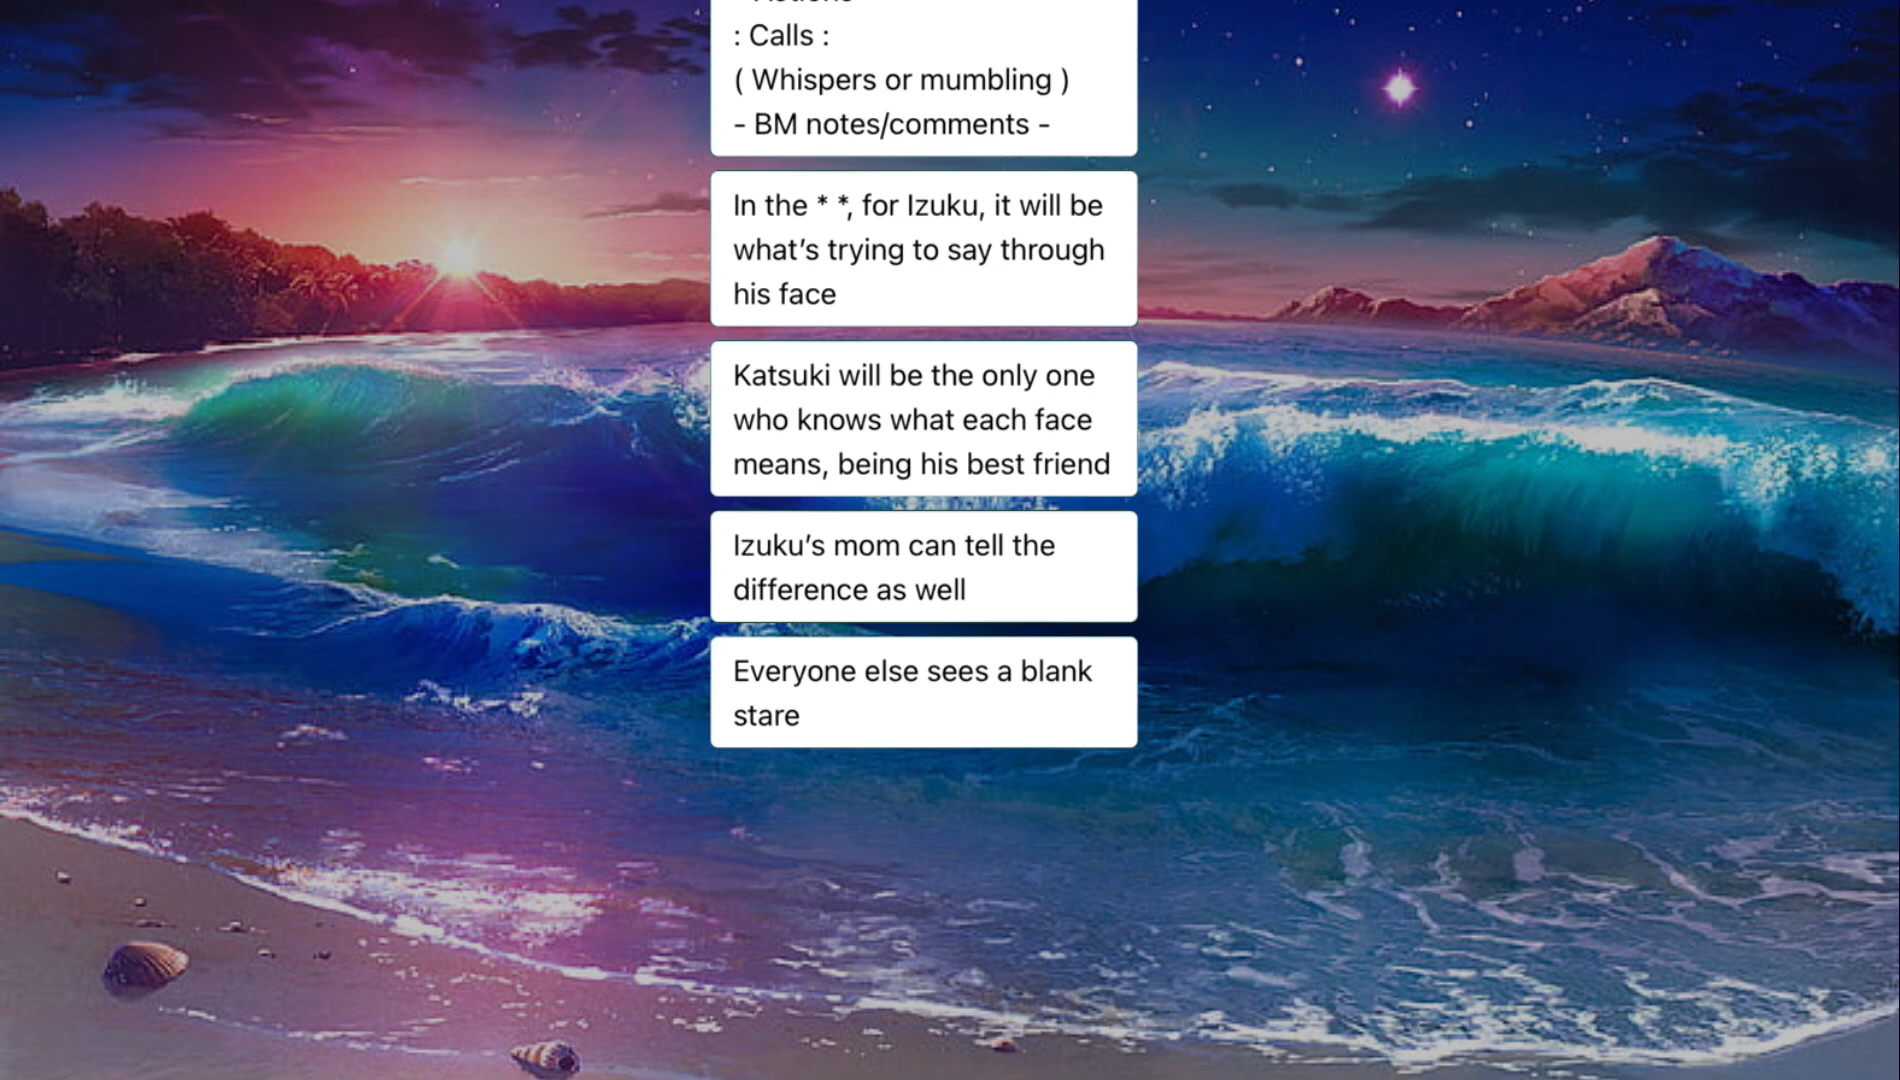 : Calls :
( Whispers or mumbling )
- BM notes/comments -
In the * *, for Izuku, it will be
what’s trying to say through
his face
Katsuki will be the only one
who knows what each face
means, being his best friend
Izuku’s mom can tell the
difference as well
Everyone else sees a blank
stare